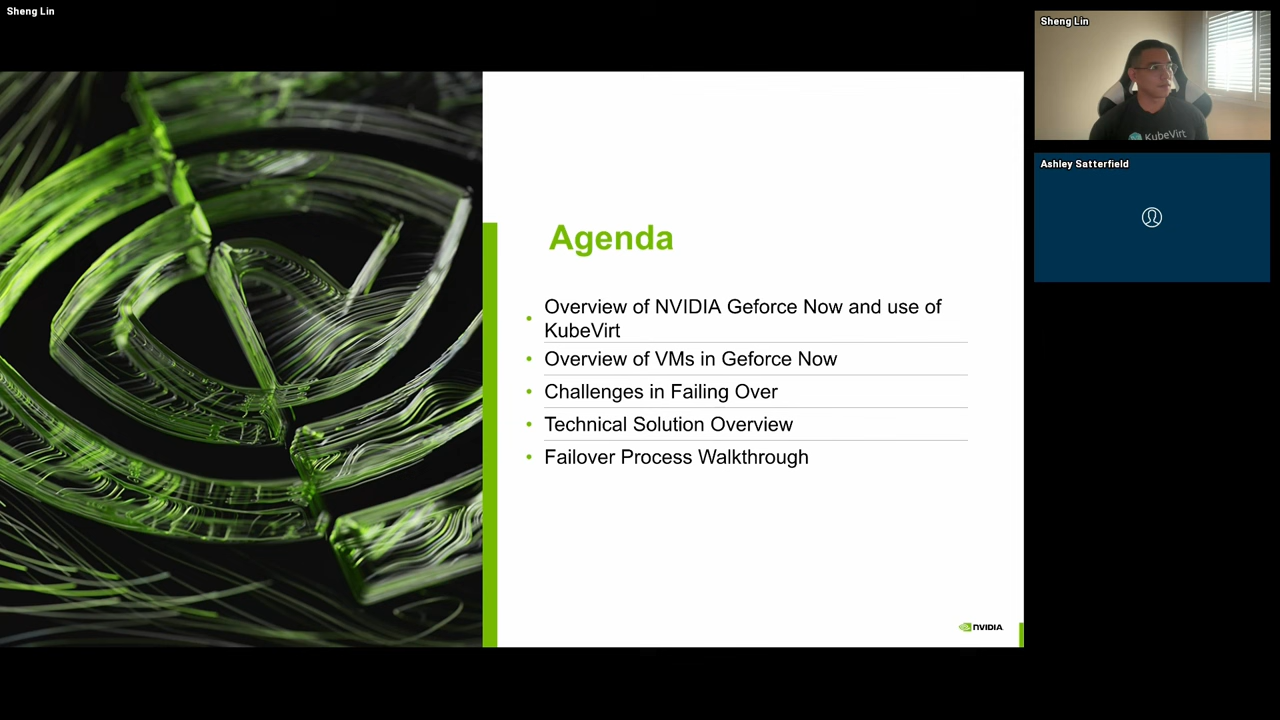 Sheng Lin
Agenda
• Overview of NVIDIA Geforce Now and use of
KubeVirt
• Overview of VMs in Geforce Now
• Challenges in Failing Over
• Technical Solution Overview
• Failover Process Walkthrough
NVIDIA
Sheng Lin
KubeVirt
Ashley Satterfield